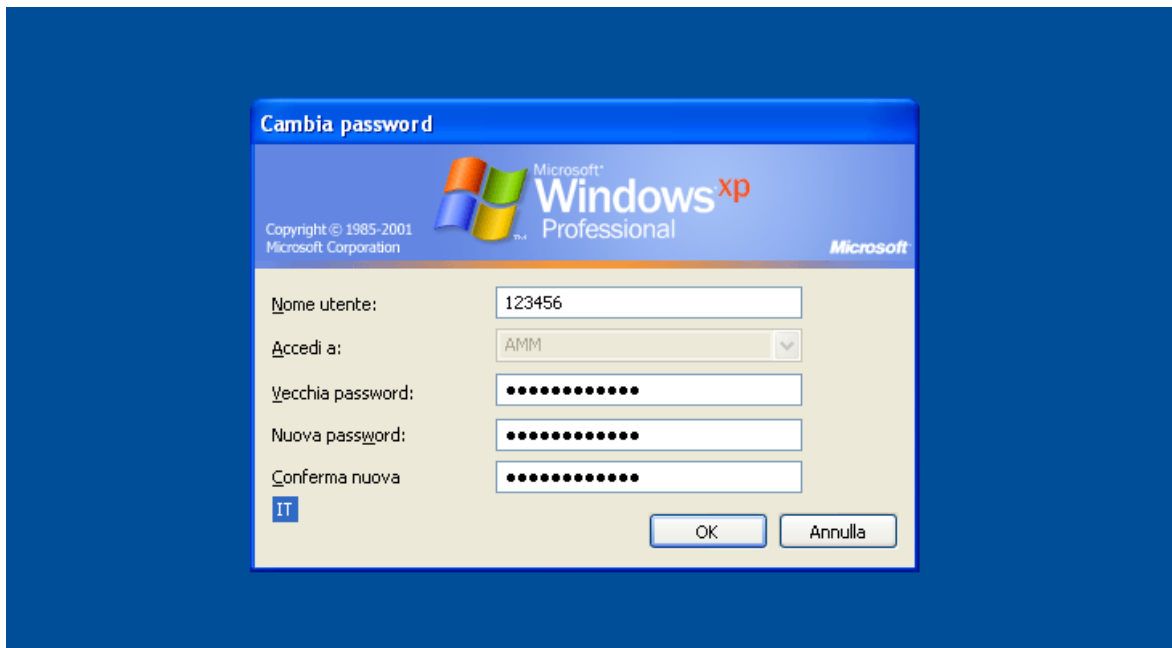 Cambia password
Microsoft
Windows xp
Professional
TM
Copyright © 1985-2001
Microsoft Corporation
Microsoft
Nome utente: 123456
Accedi a: AMM
Vecchia password: ••••••••••••
Nuova password: ••••••••••••
Conferma nuova ••••••••••••
IT
OK Annulla